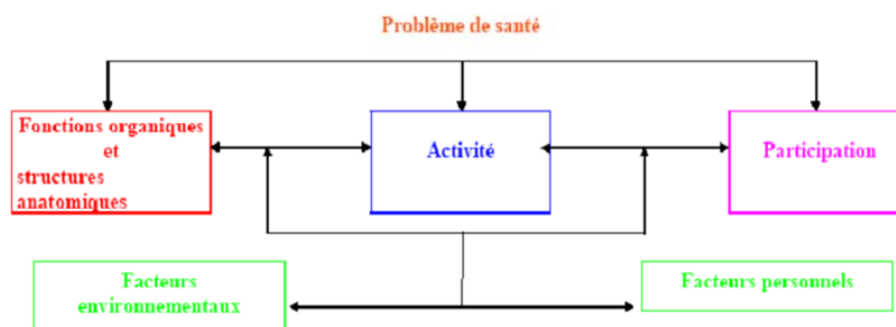 Problème de santé
Fonctions organiques
et
structures
anatomiques
Activité
Participation
Facteurs
environnementaux
Facteurs personnels